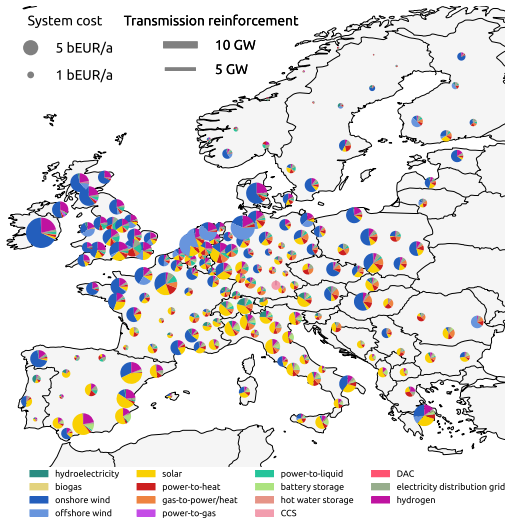 System cost
Transmission reinforcement
5 bEUR/a
10 GW
1 bEUR/a
5 GW
hydroelectricity
solar
power-to-liquid
DAC
biogas
power-to-heat
battery storage
electricity distribution grid
onshore wind
gas-to-power/heat
hot water storage
hydrogen
offshore wind
power-to-gas
CCS